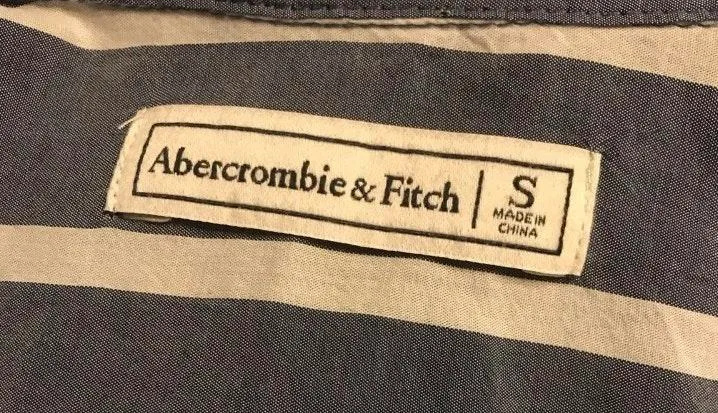 Abercrombie & Fitch
S
MADE IN
CHINA